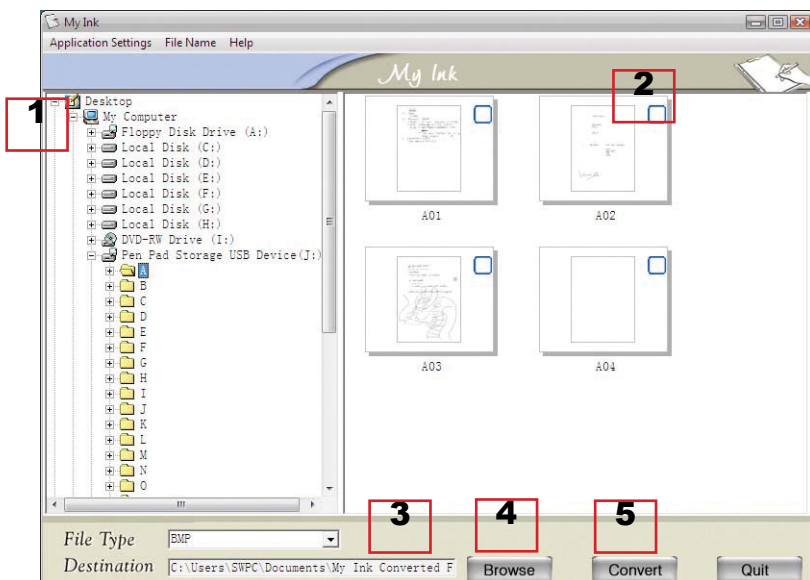 My Ink
Application Settings File Name Help
My Ink
1
2
Desktop
My Computer
Floppy Disk Drive (A:)
Local Disk (C:)
Local Disk (D:)
Local Disk (E:)
Local Disk (F:)
Local Disk (G:)
Local Disk (H:)
DVD-RW Drive (I:)
Pen Pad Storage USB Device(J:)
A
B
C
D
E
F
G
H
I
J
K
L
M
N
O
A01
A02
A03
A04
3
4
5
File Type BMP
Destination C:\Users\SWPC\Documents\My Ink Converted F Browse Convert Quit